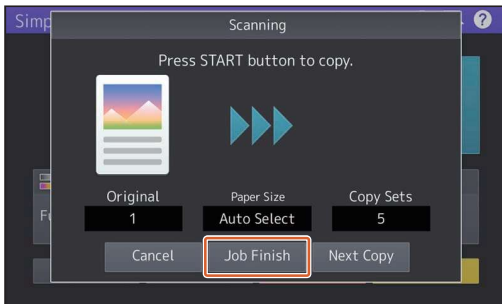 Simp
?
Scanning
Press START button to copy.
Original
Paper Size
Copy Sets
1
Auto Select
5
Fu
Cancel
Job Finish
Next Copy